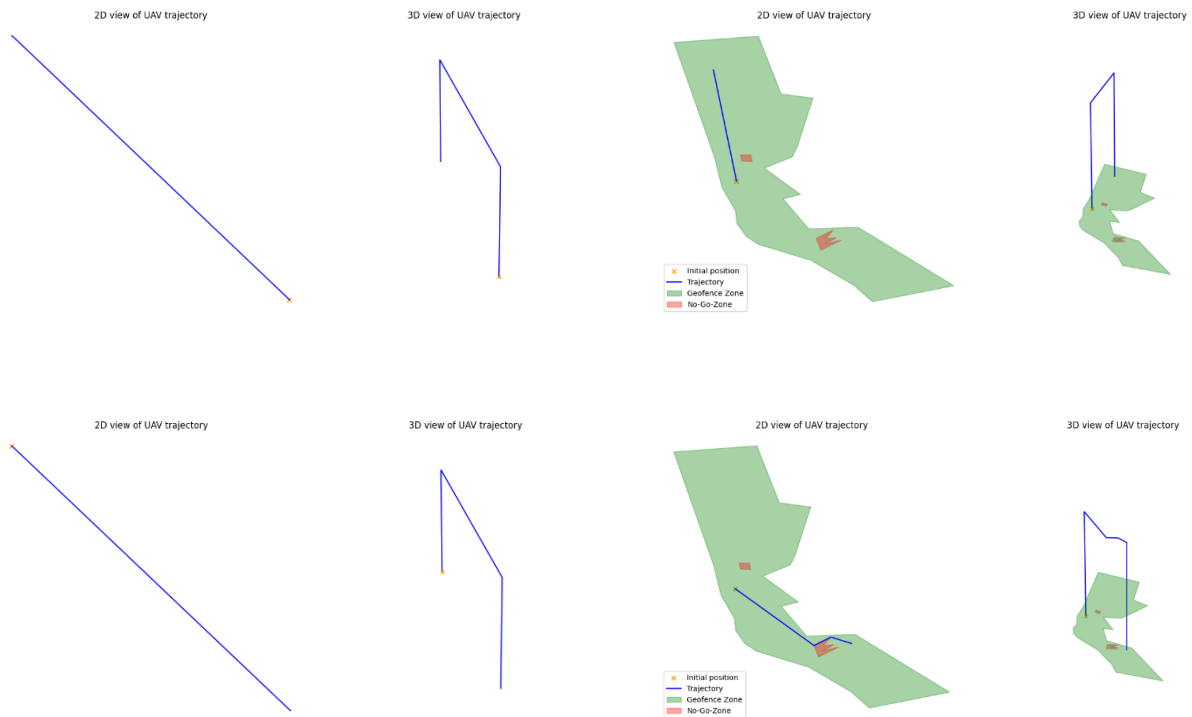 2D view of UAV trajectory
3D view of UAV trajectory
2D view of UAV trajectory
3D view of UAV trajectory
Initial position
Trajectory
Geofence Zone
No-Go-Zone
2D view of UAV trajectory
3D view of UAV trajectory
2D view of UAV trajectory
3D view of UAV trajectory
Initial position
Trajectory
Geofence Zone
No-Go-Zone